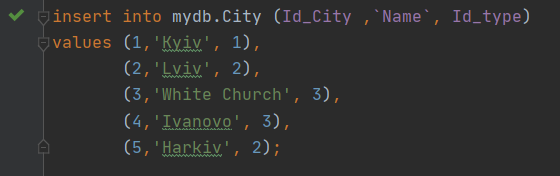 insert into mydb.City (Id_City ,`Name`, Id_type)
values (1,'Kyiv', 1),
(2,'Lviv', 2),
(3,'White Church', 3),
(4,'Ivanovo', 3),
(5,'Harkiv', 2);